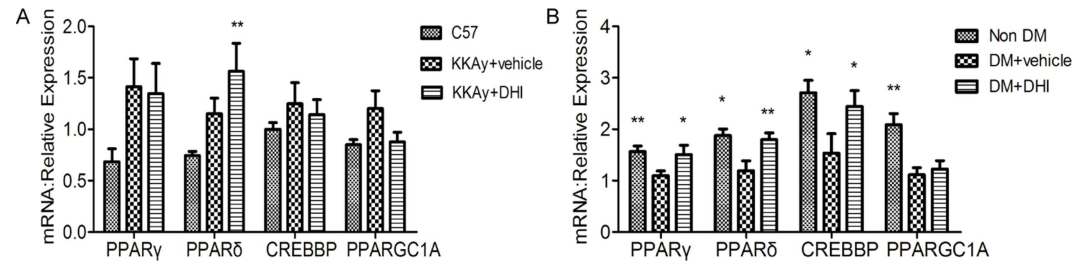 A
mRNA:Relative Expression
2.0
1.5
1.0
0.5
0.0
**
PPARγ PPARδ CREBBP PPARGC1A
C57
KKAy+vehicle
KKAy+DHI
B
mRNA:Relative Expression
4
3
2
1
0
** * * ** * * **
PPARγ PPARδ CREBBP PPARGC1A
Non DM
DM+vehicle
DM+DHI